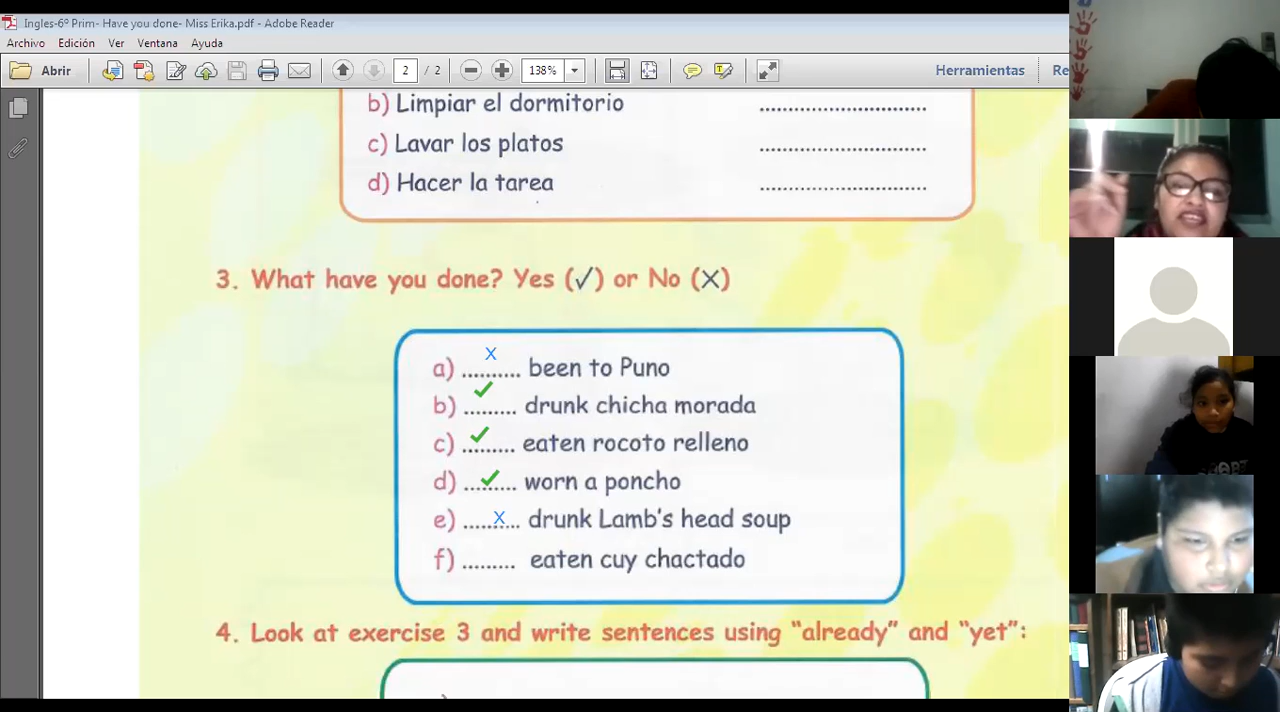 Ingles-6º Prim- Have you done- Miss Erika.pdf - Adobe Reader
Archivo Edición Ver Ventana Ayuda
Abrir 2 / 2 138% Herramientas Re
b) Limpiar el dormitorio ..............................
c) Lavar los platos ..............................
d) Hacer la tarea ..............................
3. What have you done? Yes (✓) or No (X)
a) .......... been to Puno
X
b) ......... drunk chicha morada
✓
c) ......... eaten rocoto relleno
✓
d) ......... worn a poncho
✓
e) .......... drunk Lamb's head soup
X
f) ......... eaten cuy chactado
4. Look at exercise 3 and write sentences using “already” and “yet”: